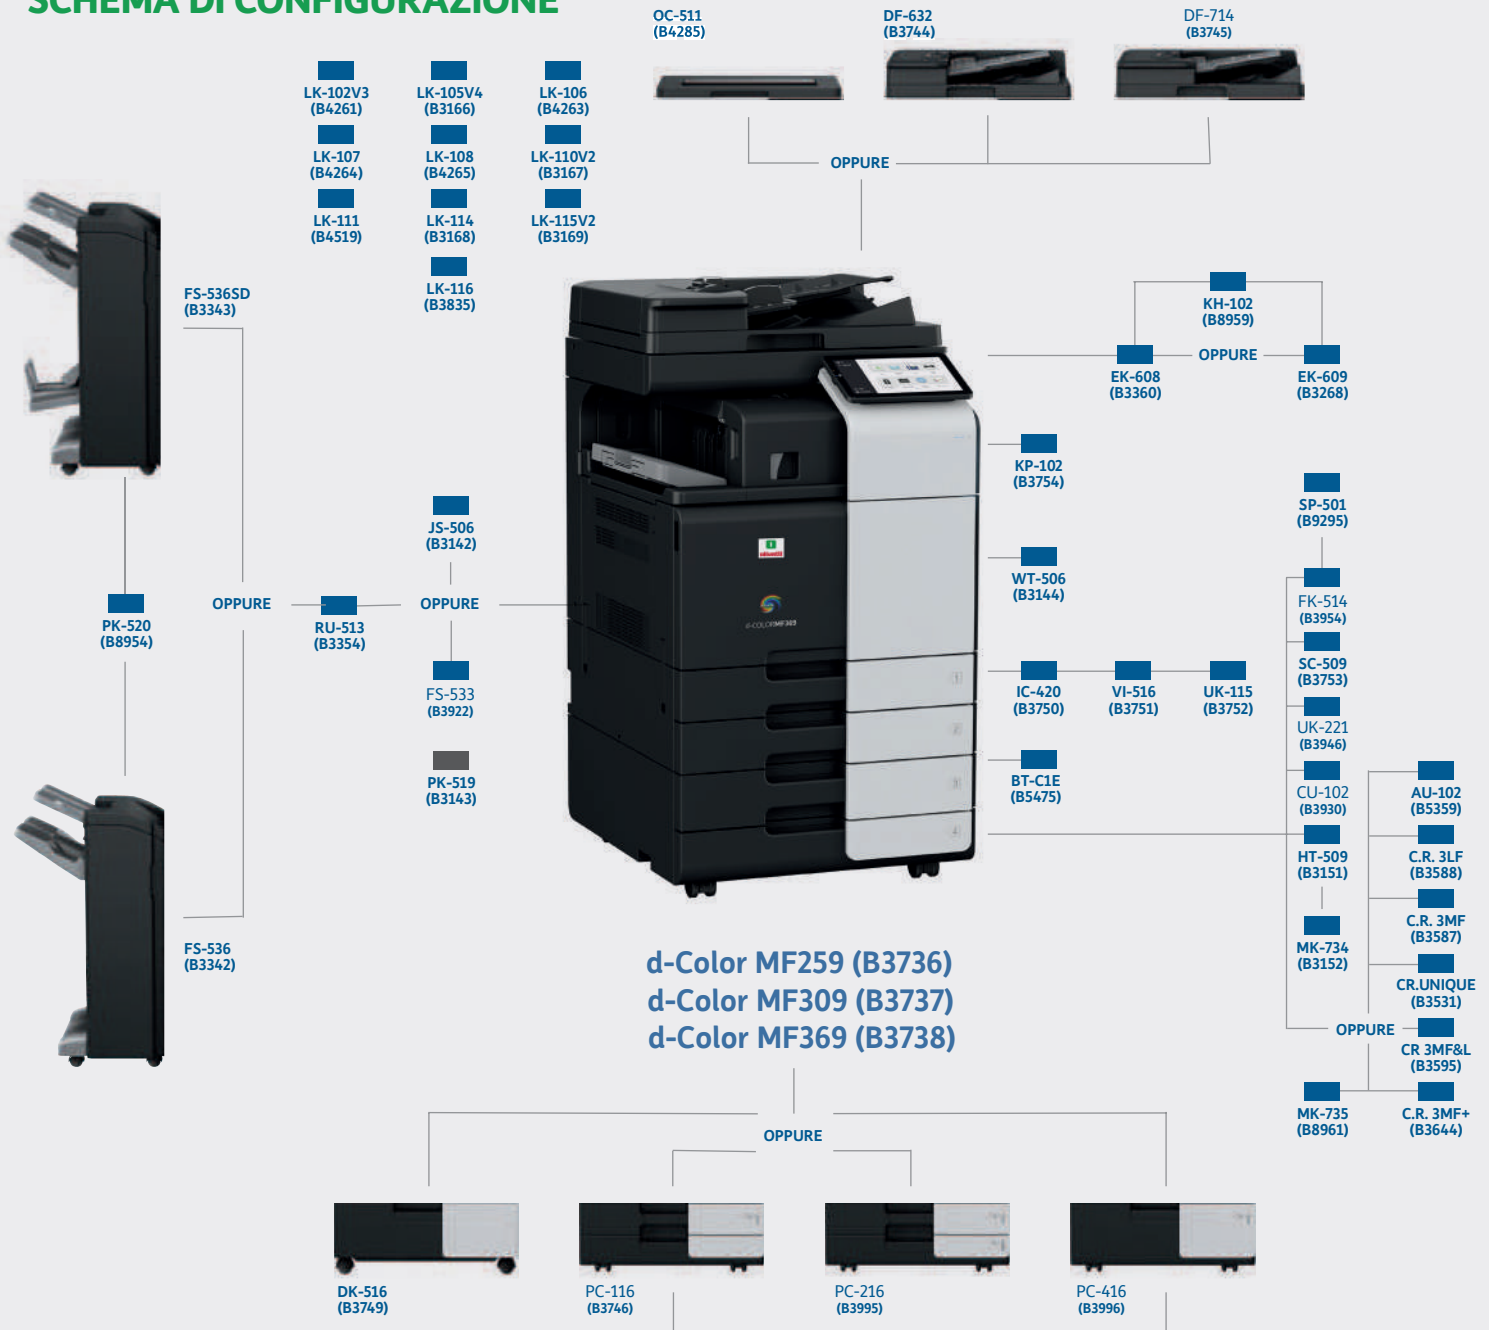 SCHEMA DI CONFIGURAZIONE
OC-511
(B4285)
DF-632
(B3744)
DF-714
(B3745)
OPPURE
LK-102V3
(B4261)
LK-105V4
(B3166)
LK-106
(B4263)
LK-107
(B4264)
LK-108
(B4265)
LK-110V2
(B3167)
LK-111
(B4519)
LK-114
(B3168)
LK-115V2
(B3169)
LK-116
(B3835)
FS-536SD
(B3343)
KH-102
(B8959)
EK-608
(B3360)
OPPURE
EK-609
(B3268)
KP-102
(B3754)
SP-501
(B9295)
JS-506
(B3142)
WT-506
(B3144)
PK-520
(B8954)
OPPURE
RU-513
(B3354)
OPPURE
FS-533
(B3922)
PK-519
(B3143)
d-COLORMF369
1
2
3
4
FK-514
(B3954)
SC-509
(B3753)
IC-420
(B3750)
VI-516
(B3751)
UK-115
(B3752)
UK-221
(B3946)
BT-C1E
(B5475)
CU-102
(B3930)
AU-102
(B5359)
HT-509
(B3151)
C.R. 3LF
(B3588)
MK-734
(B3152)
C.R. 3MF
(B3587)
CR.UNIQUE
(B3531)
OPPURE
CR 3MF&L
(B3595)
MK-735
(B8961)
C.R. 3MF+
(B3644)
FS-536
(B3342)
d-Color MF259 (B3736)
d-Color MF309 (B3737)
d-Color MF369 (B3738)
OPPURE
DK-516
(B3749)
PC-116
(B3746)
PC-216
(B3995)
PC-416
(B3996)